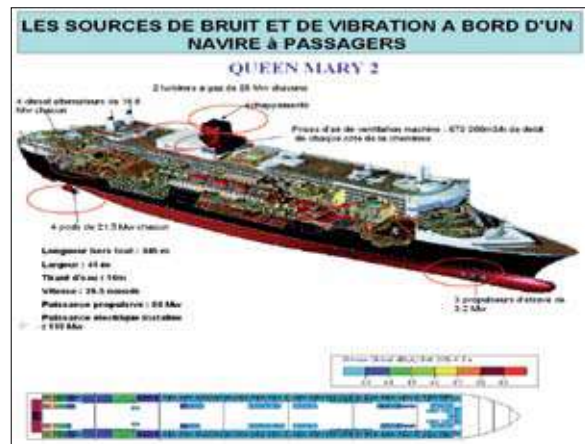 LES SOURCES DE BRUIT ET DE VIBRATION A BORD D'UN
NAVIRE à PASSAGERS
QUEEN MARY 2
2 turbines a gaz de 25 Mw chacune
échappements
4 diesel alternateurs de 16.8
Mw chacun
Prises d'air de ventilation machine : 672 000m3/h de debit
de chaque coté de la cheminée
4 pods de 21.5 Mw chacun
Longueur hors tout : 345 m
Largeur : 41 m
Tirant d'eau : 10m
Vitesse : 29.5 noeuds
Puissance propulsive : 86 Mw
Puissance électrique installée
: 118 Mw
3 propulseurs d'étrave de
3.2 Mw